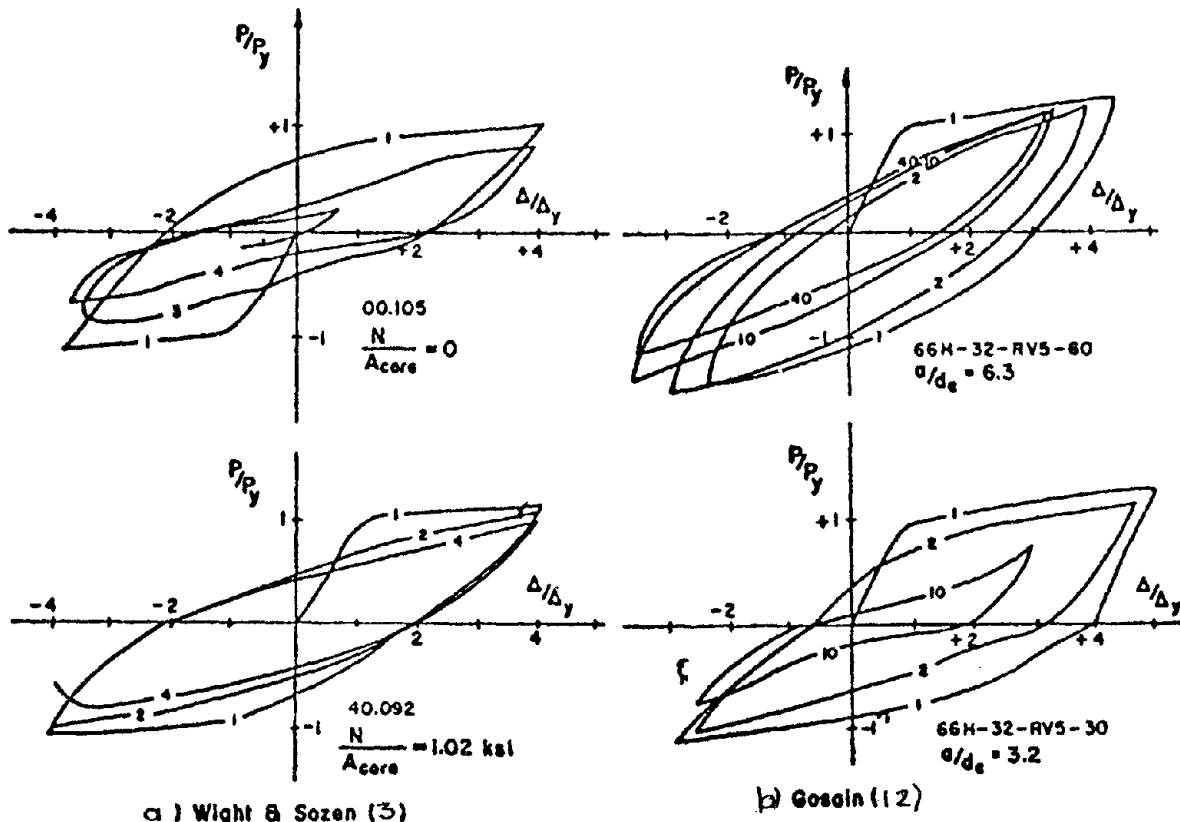 P/Py
+1
1
-4
-2
Δ/Δy
+2
+4
4
3
1
-1
00.105
N
Acore = 0
P/Py
+1
1
40,10
2
-2
Δ/Δy
+2
+4
40
2
10
-1
1
66H-32-RV5-60
a/de = 6.3
P/Py
1
1
2
4
-4
-2
Δ/Δy
2
4
4
2
1
-1
40.092
N
Acore = 1.02 ksi
P/Py
+1
1
2
10
-2
Δ/Δy
+2
+4
10
2
1
-1
66H-32-RV5-30
a/de = 3.2
a) Wight & Sozen (3)
b) Gosain (12)